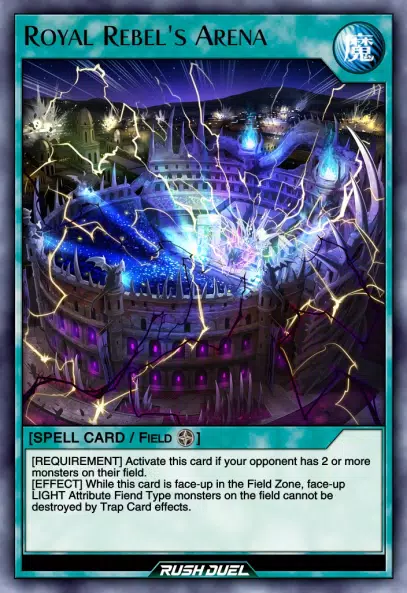 Royal Rebel's Arena
魔
[SPELL CARD / Field ]
[REQUIREMENT] Activate this card if your opponent has 2 or more
monsters on their field.
[EFFECT] While this card is face-up in the Field Zone, face-up
LIGHT Attribute Fiend Type monsters on the field cannot be
destroyed by Trap Card effects.
RUSH DUEL